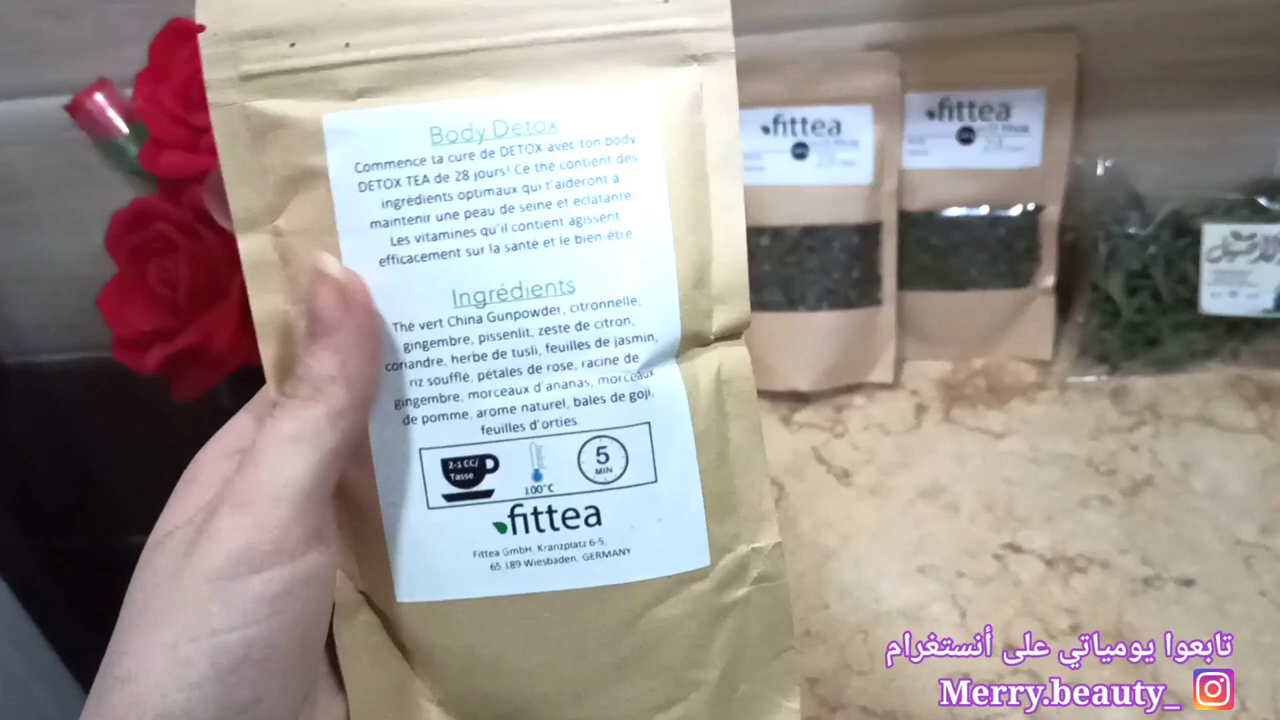 Body Detox
Commence ta cure de DETOX avec ton body
DETOX TEA de 28 jours! Ce thé contient des
ingrédients optimaux qui t'aideront à
maintenir une peau de seine et éclatante
Les vitamines qu'il contient agissent
efficacement sur la santé et le bien être
Ingrédients
Thé vert China Gunpowder, citronnelle,
gingembre, pissenlit, zeste de citron,
coriandre, herbe de tusli, feuilles de jasmin,
riz soufflé, pétales de rose, racine de
gingembre, morceaux d'ananas, morceaux
de pomme, arome naturel, bales de goji,
feuilles d'orties.
2-3 CC/
Tasse
100°C
5
MIN
fittea
Fittea GmbH, Kranzplatz 6-5,
65 189 Wiesbaden, GERMANY
fittea
fittea
تابعوا يومياتي على أنستغرام
Merry.beauty_